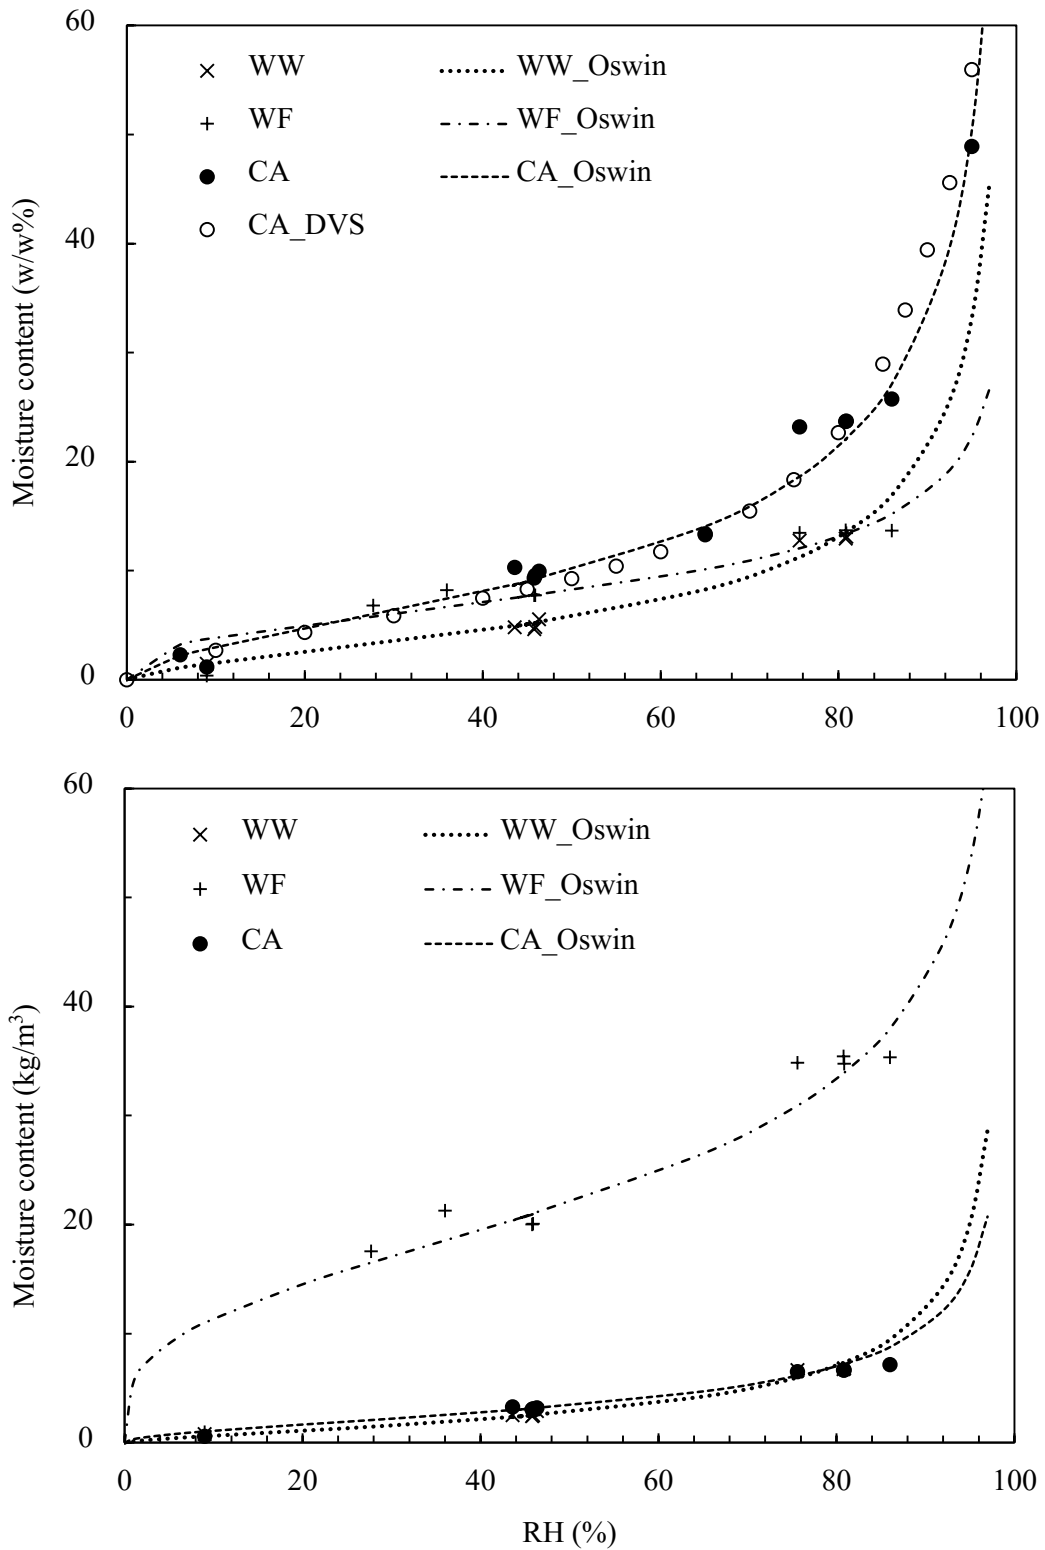 60
WW WW_Oswin
WF WF_Oswin
CA CA_Oswin
CA_DVS
40
20
0
Moisture content (w/w%)
0 20 40 60 80 100
60
WW WW_Oswin
WF WF_Oswin
CA CA_Oswin
40
20
0
Moisture content (kg/m³)
0 20 40 60 80 100
RH (%)